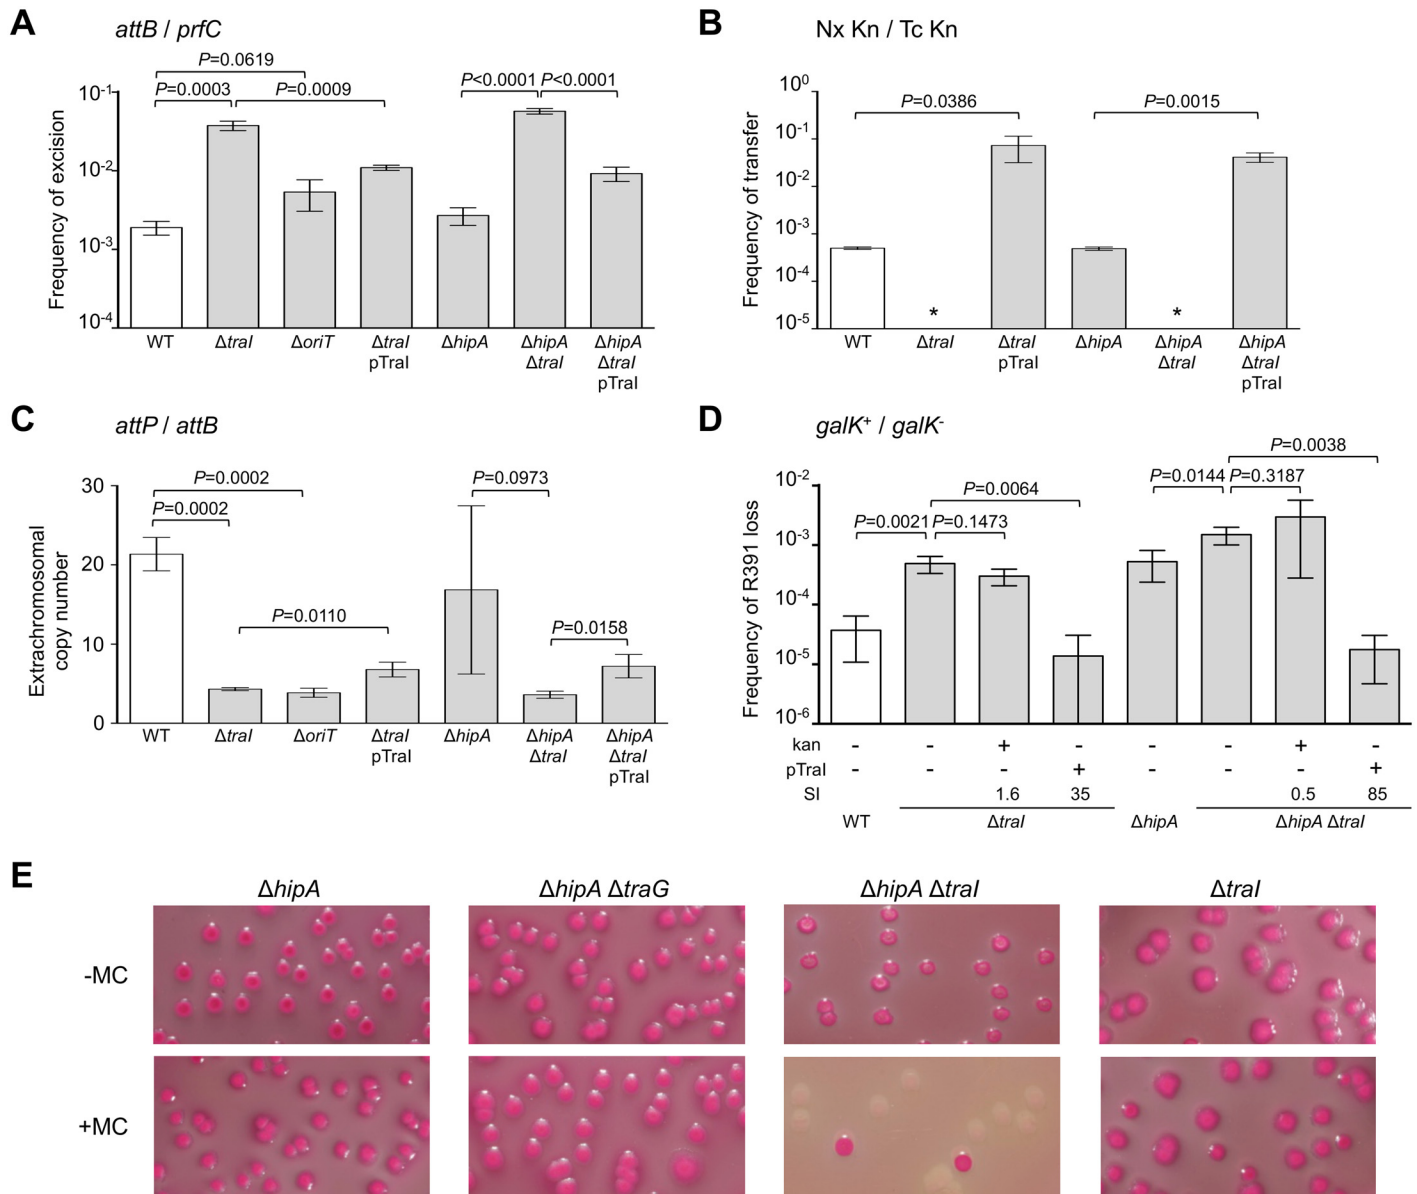 A
attB / prfC
P=0.0619
P=0.0003
P=0.0009
P<0.0001
P<0.0001
Frequency of excision
10⁻¹
10⁻²
10⁻³
10⁻⁴
WT
ΔtraI
ΔoriT
ΔtraI
pTraI
ΔhipA
ΔhipA
ΔtraI
ΔhipA
ΔtraI
pTraI
B
Nx Kn / Tc Kn
P=0.0386
P=0.0015
Frequency of transfer
10⁰
10⁻¹
10⁻²
10⁻³
10⁻⁴
10⁻⁵
*
*
WT
ΔtraI
ΔtraI
pTraI
ΔhipA
ΔhipA
ΔtraI
ΔhipA
ΔtraI
pTraI
C
attP / attB
P=0.0002
P=0.0002
P=0.0110
P=0.0973
P=0.0158
Extrachromosomal
copy number
30
20
10
0
WT
ΔtraI
ΔoriT
ΔtraI
pTraI
ΔhipA
ΔhipA
ΔtraI
ΔhipA
ΔtraI
pTraI
D
galK⁺ / galK⁻
P=0.0038
P=0.0144
P=0.3187
P=0.0064
P=0.0021
P=0.1473
Frequency of R391 loss
10⁻²
10⁻³
10⁻⁴
10⁻⁵
10⁻⁶
kan - - + - - - + -
pTraI - - - + - - - +
SI 1.6 35 0.5 85
WT ΔtraI ΔhipA ΔhipA ΔtraI
E
ΔhipA ΔhipA ΔtraG ΔhipA ΔtraI ΔtraI
-MC
+MC